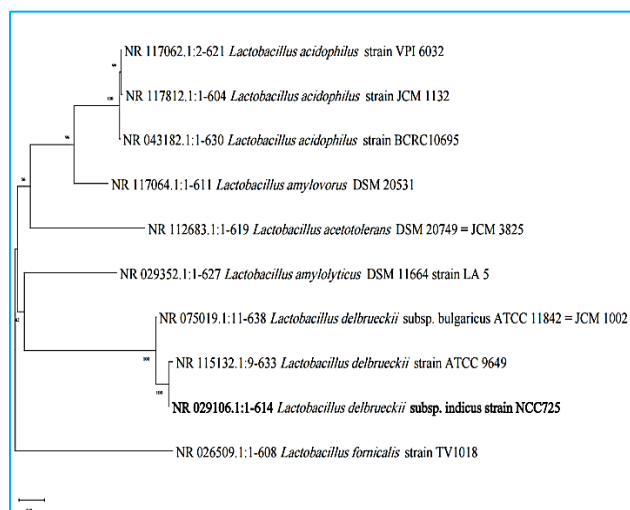 NR 117062.1:2-621 Lactobacillus acidophilus strain VPI 6032
NR 117812.1:1-604 Lactobacillus acidophilus strain JCM 1132
100
NR 043182.1:1-630 Lactobacillus acidophilus strain BCRC10695
NR 117064.1:1-611 Lactobacillus amylovorus DSM 20531
NR 112683.1:1-619 Lactobacillus acetotolerans DSM 20749 = JCM 3825
NR 029352.1:1-627 Lactobacillus amylolyticus DSM 11664 strain LA 5
NR 075019.1:11-638 Lactobacillus delbrueckii subsp. bulgaricus ATCC 11842 = JCM 1002
100
NR 115132.1:9-633 Lactobacillus delbrueckii strain ATCC 9649
100
NR 029106.1:1-614 Lactobacillus delbrueckii subsp. indicus strain NCC725
NR 026509.1:1-608 Lactobacillus fornicalis strain TV1018